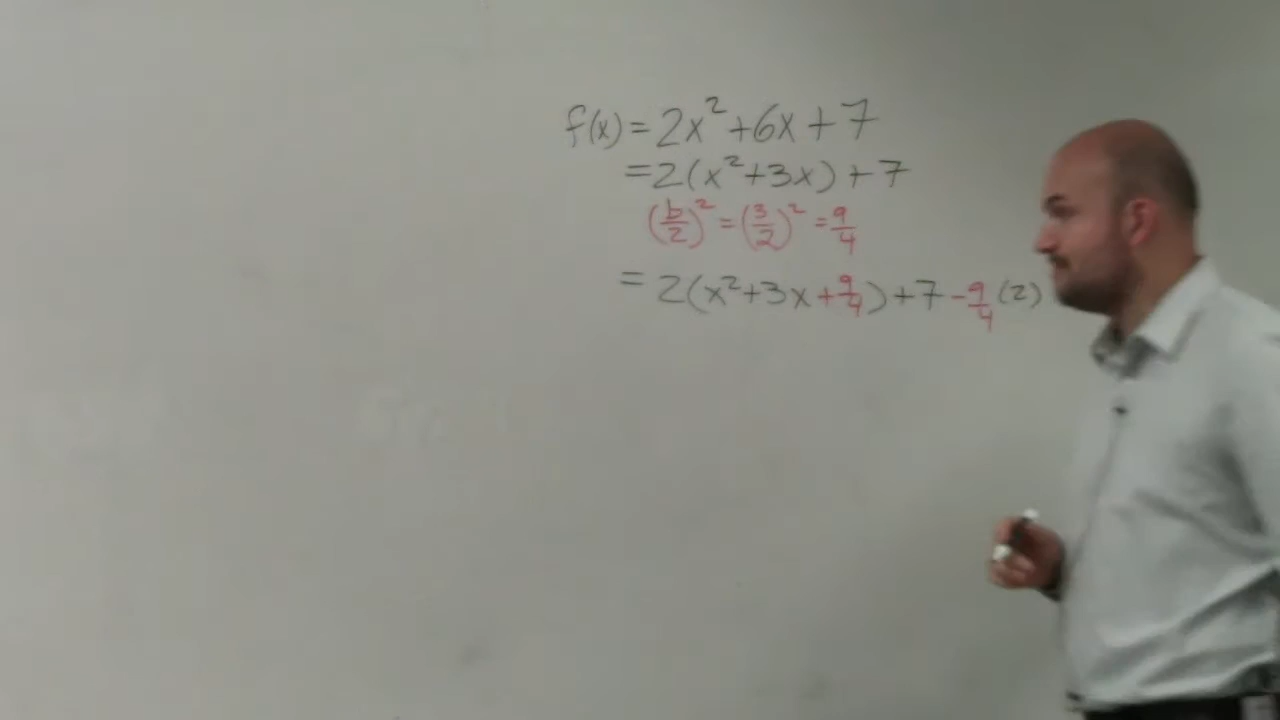 f(x) = 2x² + 6x + 7
= 2(x² + 3x) + 7
(b/2)² = (3/2)² = 9/4
= 2(x² + 3x + 9/4) + 7 - 9/4 (2)